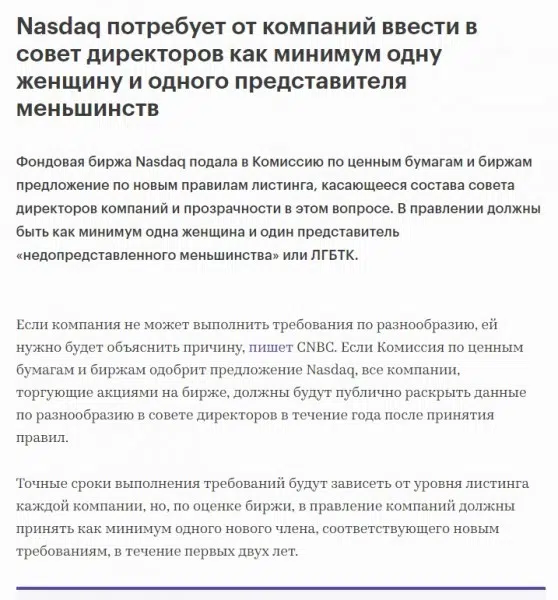 Nasdaq потребует от компаний ввести в
совет директоров как минимум одну
женщину и одного представителя
меньшинств
Фондовая биржа Nasdaq подала в Комиссию по ценным бумагам и биржам
предложение по новым правилам листинга, касающееся состава совета
директоров компаний и прозрачности в этом вопросе. В правлении должны
быть как минимум одна женщина и один представитель
«недопредставленного меньшинства» или ЛГБТК.
Если компания не может выполнить требования по разнообразию, ей
нужно будет объяснить причину, пишет CNBC. Если Комиссия по ценным
бумагам и биржам одобрит предложение Nasdaq, все компании,
торгующие акциями на бирже, должны будут публично раскрыть данные
по разнообразию в совете директоров в течение года после принятия
правил.
Точные сроки выполнения требований будут зависеть от уровня листинга
каждой компании, но, по оценке биржи, в правление компаний должны
принять как минимум одного нового члена, соответствующего новым
требованиям, в течение первых двух лет.